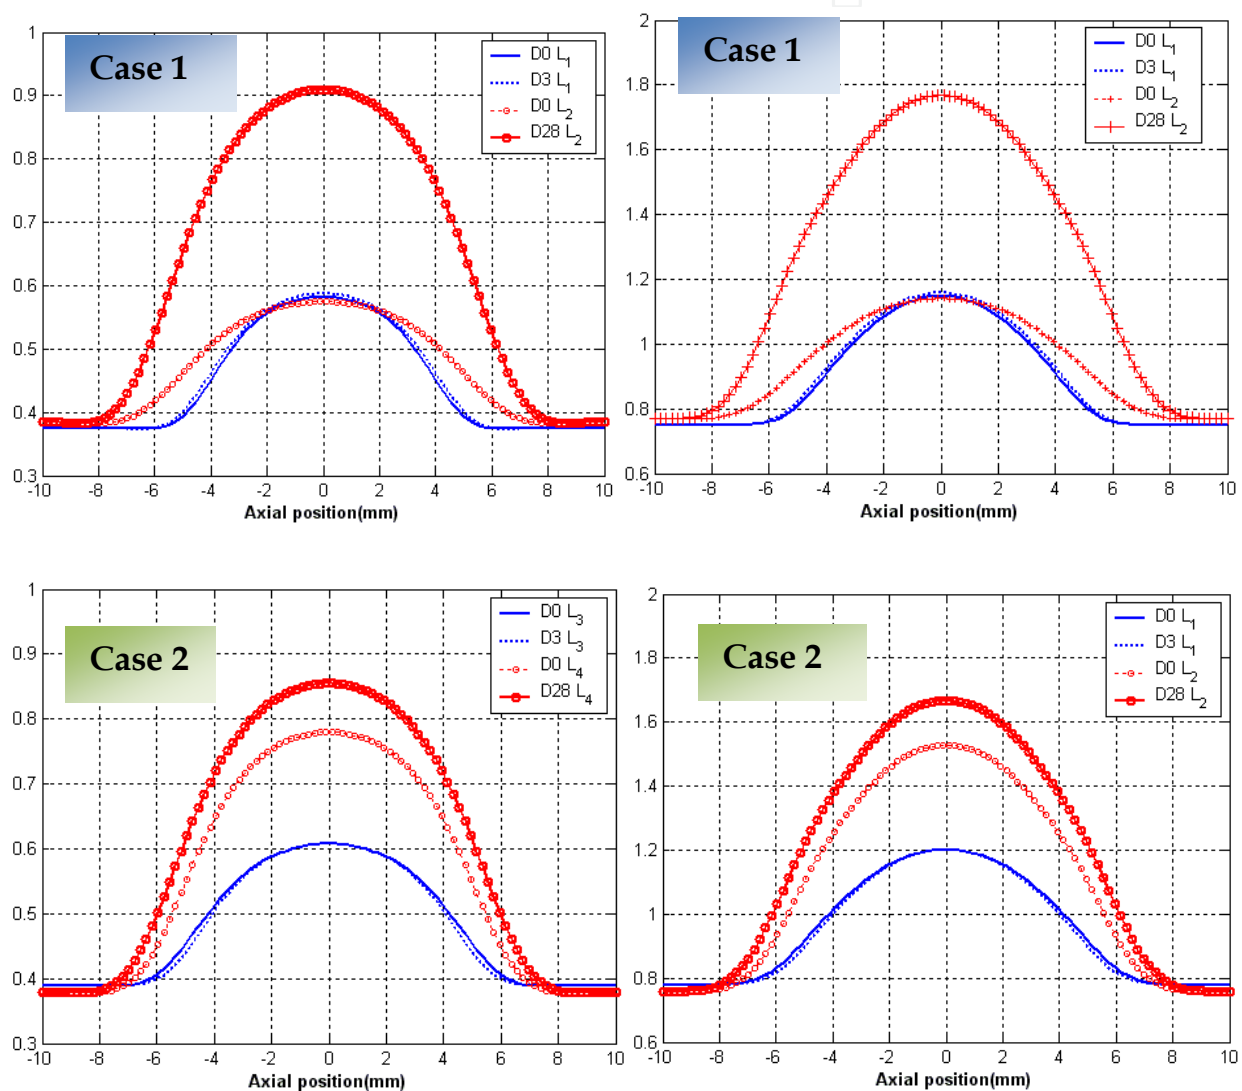 Case 1
D0 L1
D3 L1
D0 L2
D28 L2
1
0.9
0.8
0.7
0.6
0.5
0.4
0.3
-10 -8 -6 -4 -2 0 2 4 6 8 10
Axial position(mm)
Case 1
D0 L1
D3 L1
D0 L2
D28 L2
2
1.8
1.6
1.4
1.2
1
0.8
0.6
-10 -8 -6 -4 -2 0 2 4 6 8 10
Axial position(mm)
Case 2
D0 L3
D3 L3
D0 L4
D28 L4
1
0.9
0.8
0.7
0.6
0.5
0.4
0.3
-10 -8 -6 -4 -2 0 2 4 6 8 10
Axial position(mm)
Case 2
D0 L1
D3 L1
D0 L2
D28 L2
2
1.8
1.6
1.4
1.2
1
0.8
0.6
-10 -8 -6 -4 -2 0 2 4 6 8 10
Axial position(mm)